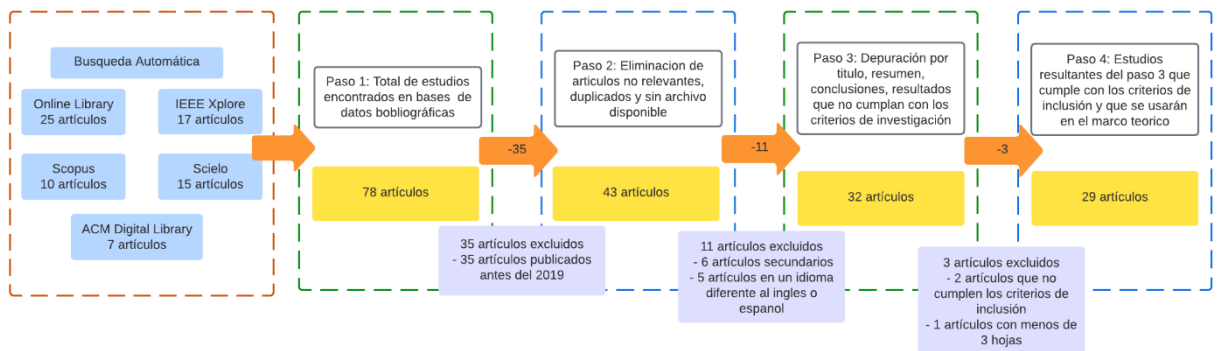 Busqueda Automática
Online Library
25 artículos
IEEE Xplore
17 artículos
Scopus
10 artículos
Scielo
15 artículos
ACM Digital Library
7 artículos
Paso 1: Total de estudios
encontrados en bases de
datos bobliográficas
78 artículos
-35
35 artículos excluidos
- 35 artículos publicados
antes del 2019
Paso 2: Eliminacion de
articulos no relevantes,
duplicados y sin archivo
disponible
43 artículos
-11
11 artículos excluidos
- 6 artículos secundarios
- 5 artículos en un idioma
diferente al ingles o
espanol
Paso 3: Depuración por
titulo, resumen,
conclusiones, resultados
que no cumplan con los
criterios de investigación
32 artículos
-3
3 artículos excluidos
- 2 artículos que no
cumplen los criterios de
inclusión
- 1 artículos con menos de
3 hojas
Paso 4: Estudios
resultantes del paso 3 que
cumple con los criterios de
inclusión y que se usarán
en el marco teorico
29 artículos